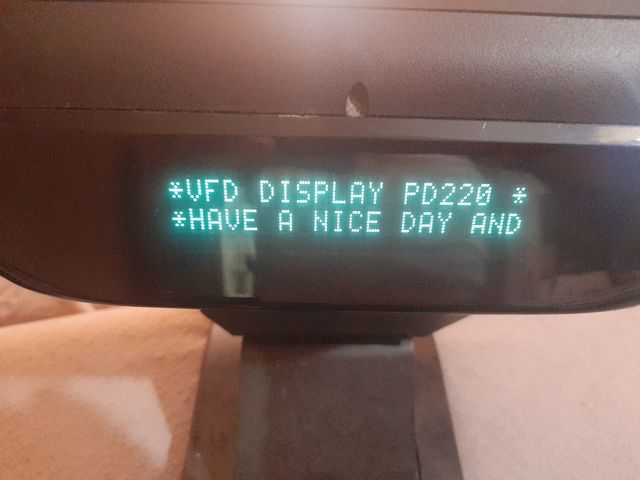 *VFD DISPLAY PD220 *
*HAVE A NICE DAY AND